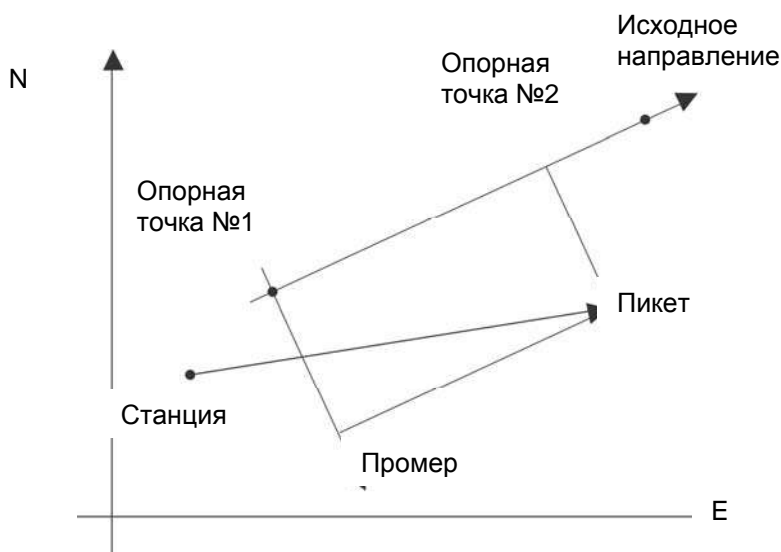 Исходное
направление
Опорная
точка №2
N
Опорная
точка №1
Пикет
Станция
Промер
E